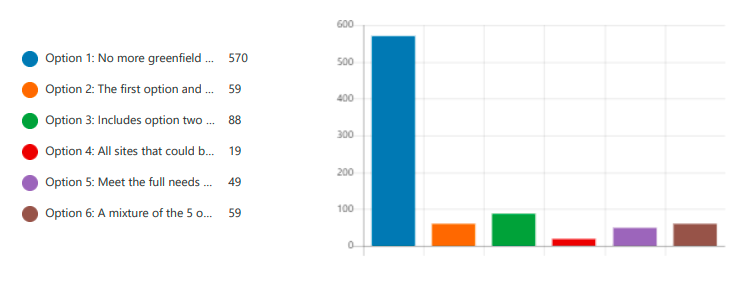 Option 1: No more greenfield ... 570
Option 2: The first option and ... 59
Option 3: Includes option two ... 88
Option 4: All sites that could b... 19
Option 5: Meet the full needs ... 49
Option 6: A mixture of the 5 o... 59
600
500
400
300
200
100
0